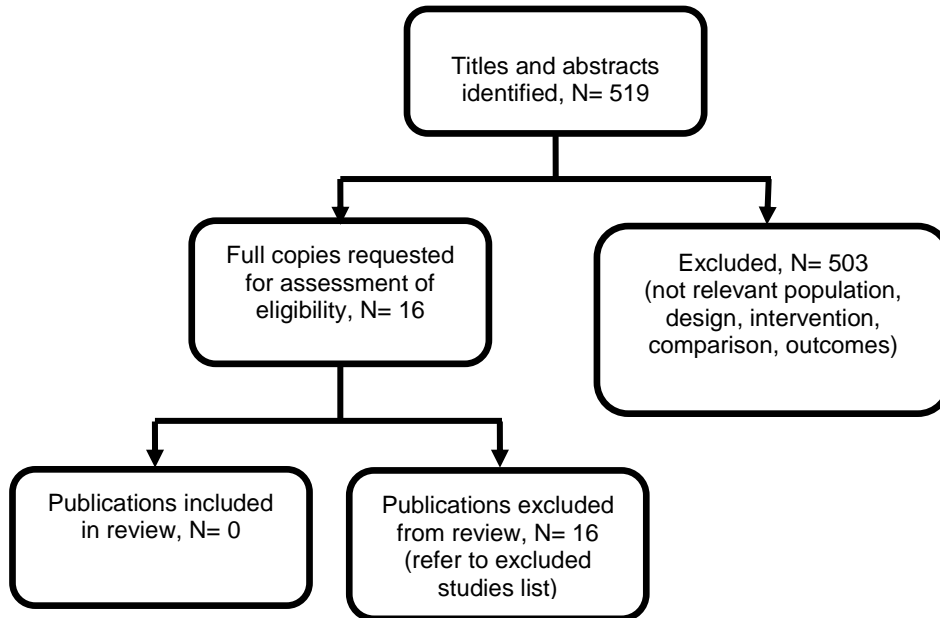 Titles and abstracts
identified, N= 519
Full copies requested
for assessment of
eligibility, N= 16
Excluded, N= 503
(not relevant population,
design, intervention,
comparison, outcomes)
Publications included
in review, N= 0
Publications excluded
from review, N= 16
(refer to excluded
studies list)